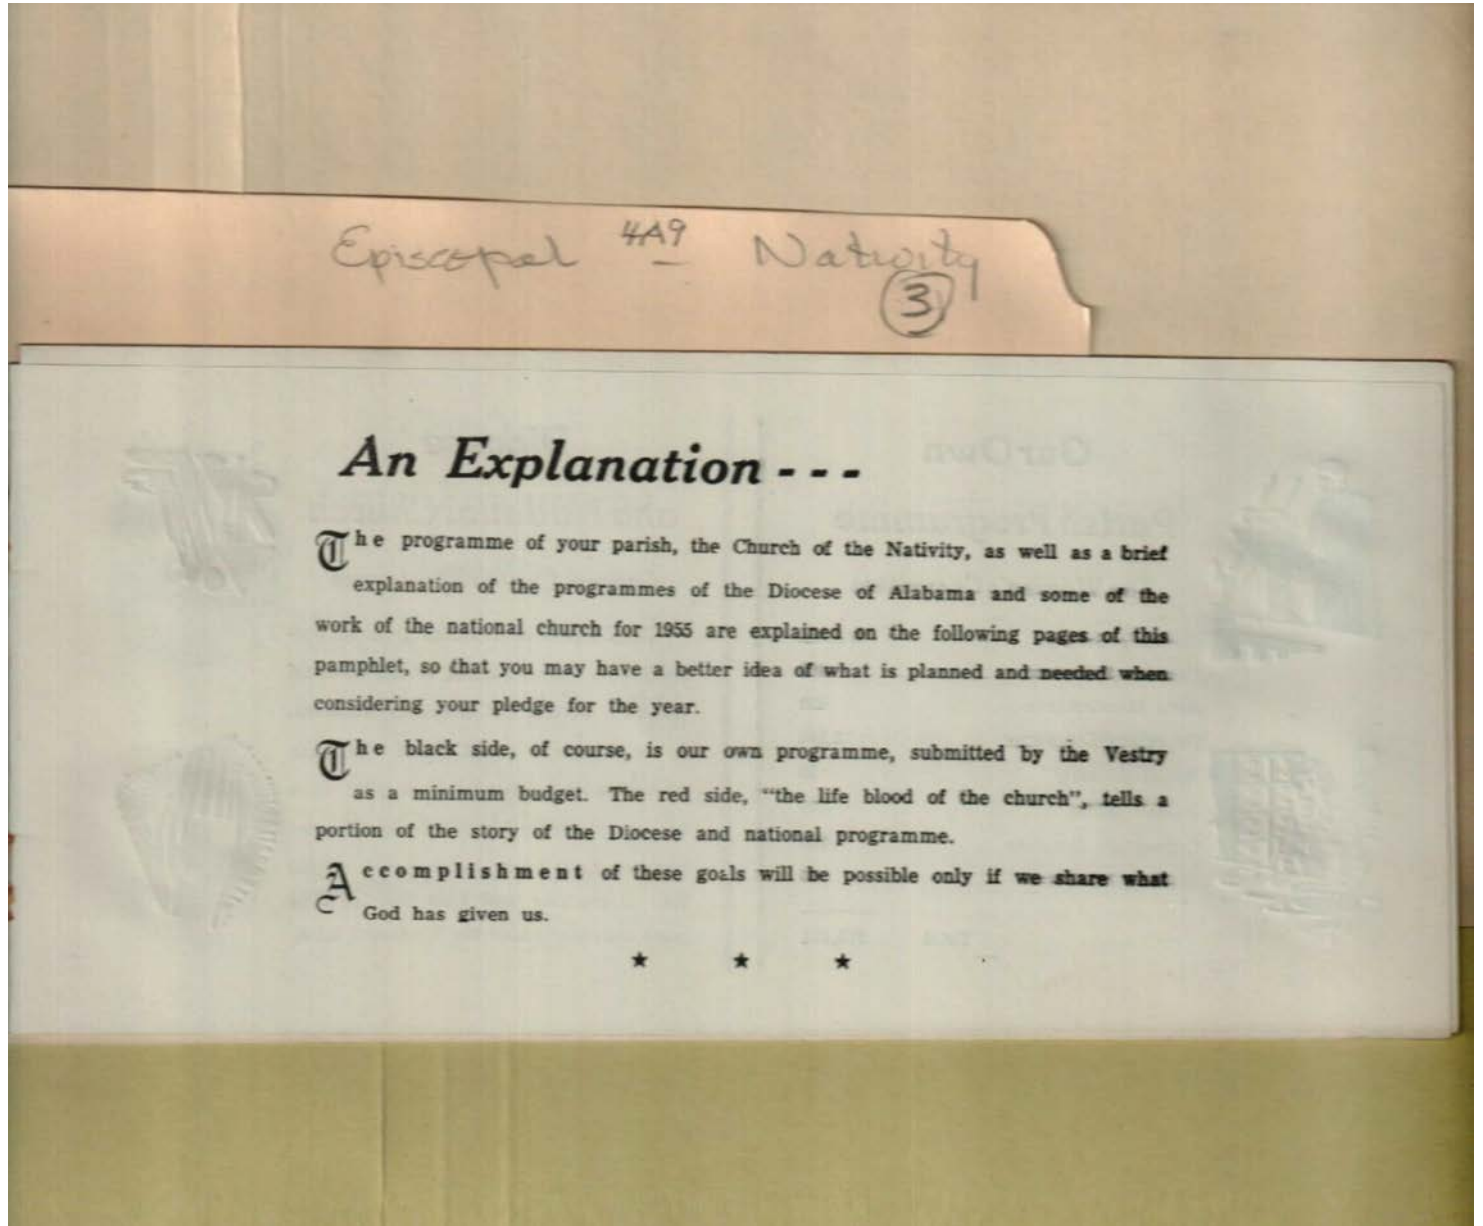 Episcopal 4A9 Nativity
3
An Explanation - - -
The programme of your parish, the Church of the Nativity, as well as a brief
explanation of the programmes of the Diocese of Alabama and some of the
work of the national church for 1955 are explained on the following pages of this
pamphlet, so that you may have a better idea of what is planned and needed when
considering your pledge for the year.
The black side, of course, is our own programme, submitted by the Vestry
as a minimum budget. The red side, "the life blood of the church", tells a
portion of the story of the Diocese and national programme.
Accomplishment of these goals will be possible only if we share what
God has given us.
★ ★ ★